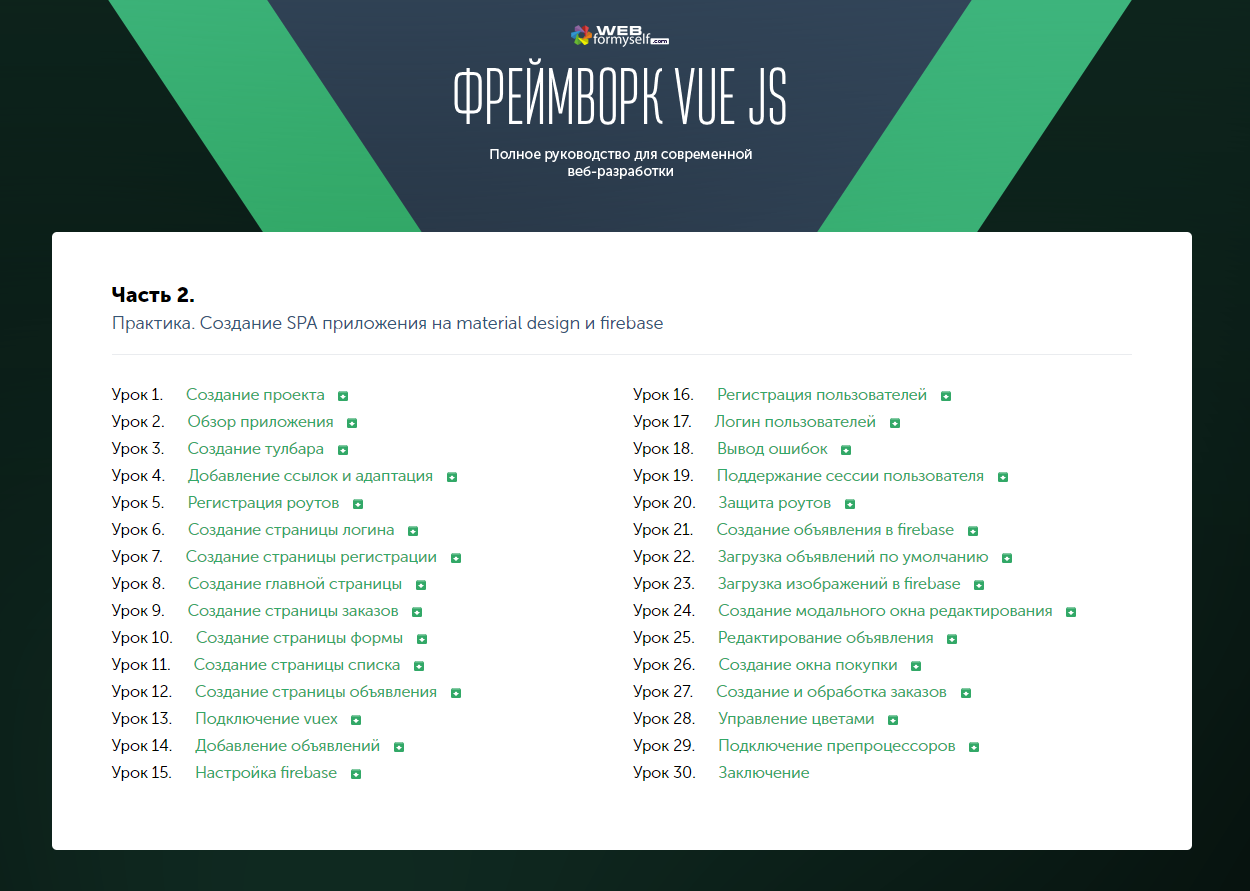 WEB
formyself.com
ФРЕЙМВОРК VUE JS
Полное руководство для современной
веб-разработки
Часть 2.
Практика. Создание SPA приложения на material design и firebase
Урок 1. Создание проекта
Урок 2. Обзор приложения
Урок 3. Создание тулбара
Урок 4. Добавление ссылок и адаптация
Урок 5. Регистрация роутов
Урок 6. Создание страницы логина
Урок 7. Создание страницы регистрации
Урок 8. Создание главной страницы
Урок 9. Создание страницы заказов
Урок 10. Создание страницы формы
Урок 11. Создание страницы списка
Урок 12. Создание страницы объявления
Урок 13. Подключение vuex
Урок 14. Добавление объявлений
Урок 15. Настройка firebase
Урок 16. Регистрация пользователей
Урок 17. Логин пользователей
Урок 18. Вывод ошибок
Урок 19. Поддержание сессии пользователя
Урок 20. Защита роутов
Урок 21. Создание объявления в firebase
Урок 22. Загрузка объявлений по умолчанию
Урок 23. Загрузка изображений в firebase
Урок 24. Создание модального окна редактирования
Урок 25. Редактирование объявления
Урок 26. Создание окна покупки
Урок 27. Создание и обработка заказов
Урок 28. Управление цветами
Урок 29. Подключение препроцессоров
Урок 30. Заключение